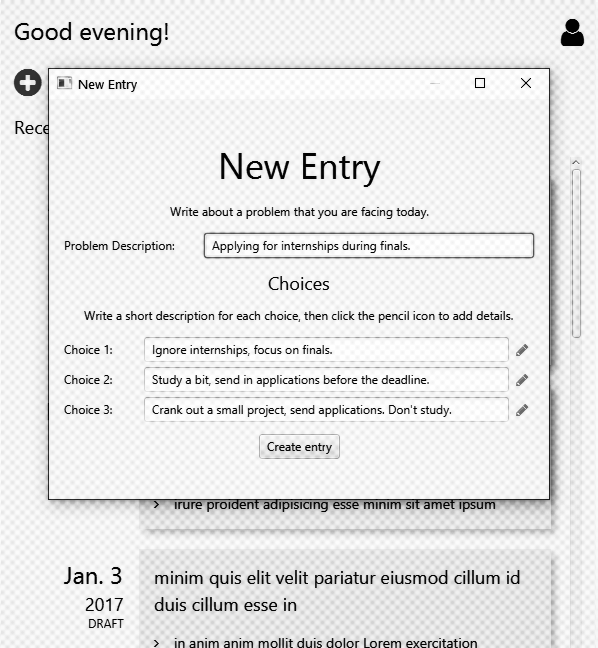 Good evening!
New Entry
Rece
New Entry
Write about a problem that you are facing today.
Problem Description: Applying for internships during finals.
Choices
Write a short description for each choice, then click the pencil icon to add details.
Choice 1: Ignore internships, focus on finals.
Choice 2: Study a bit, send in applications before the deadline.
Choice 3: Crank out a small project, send applications. Don't study.
Create entry
irure proident adipisicing esse minim sit amet ipsum
Jan. 3 minim quis elit velit pariatur eiusmod cillum id
2017 duis cillum esse in
DRAFT
in anim anim mollit duis dolor Lorem exercitation